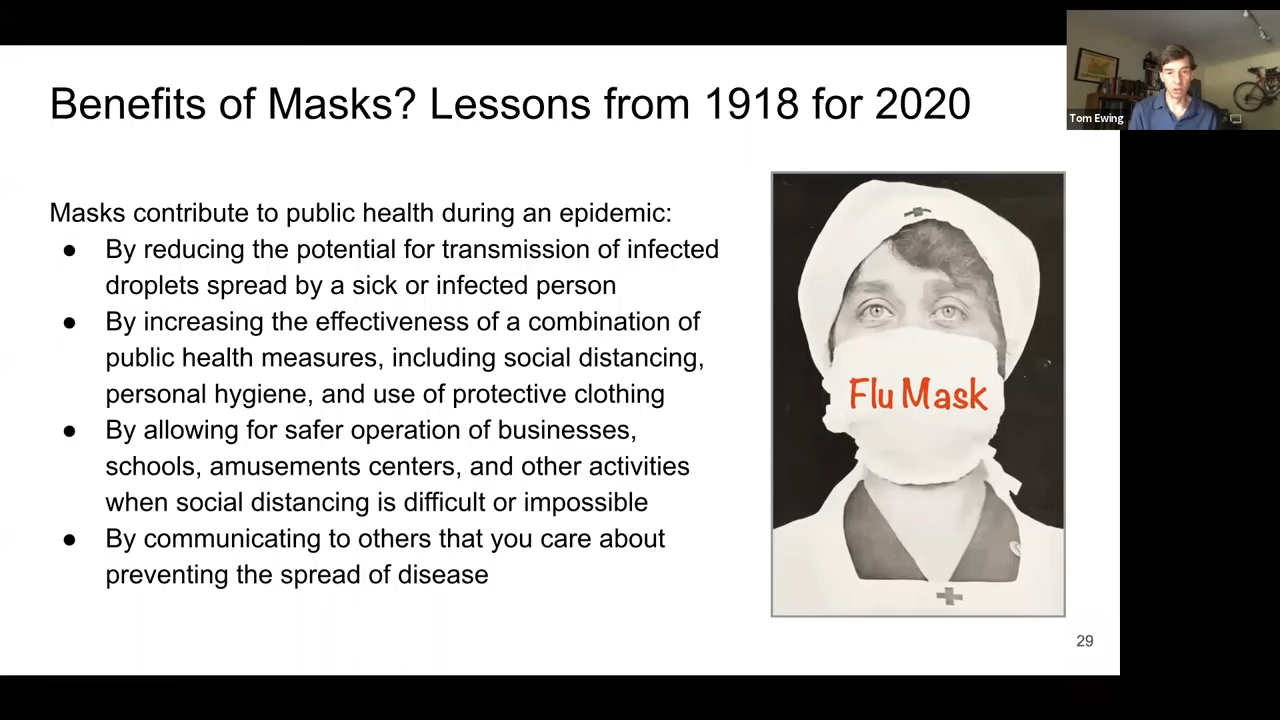 Benefits of Masks? Lessons from 1918 for 2020
Tom Ewing
Masks contribute to public health during an epidemic:
● By reducing the potential for transmission of infected
droplets spread by a sick or infected person
● By increasing the effectiveness of a combination of
public health measures, including social distancing,
personal hygiene, and use of protective clothing
● By allowing for safer operation of businesses,
schools, amusements centers, and other activities
when social distancing is difficult or impossible
● By communicating to others that you care about
preventing the spread of disease
Flu Mask
29